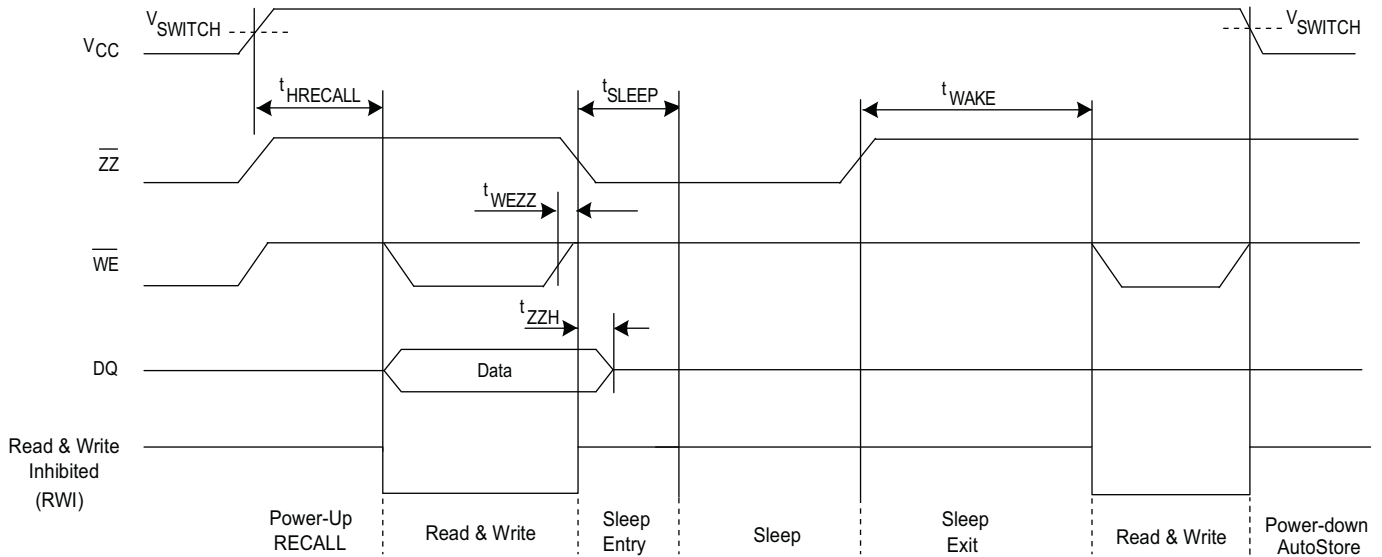 VSWITCH
VCC
VSWITCH
tHRECALL
tSLEEP
tWAKE
ZZ
tWEZZ
WE
tZZH
DQ
Data
Read & Write
Inhibited
(RWI)
Power-Up
RECALL
Read & Write
Sleep
Entry
Sleep
Sleep
Exit
Read & Write
Power-down
AutoStore